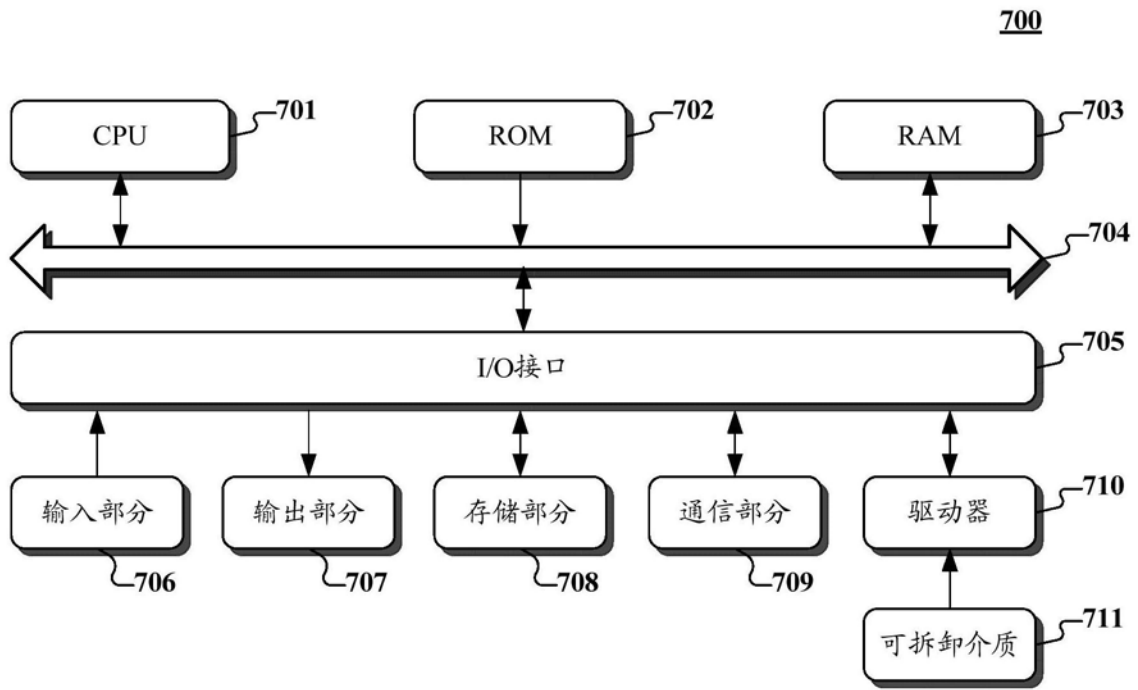 700
CPU
701
ROM
702
RAM
703
704
I/O接口
705
输入部分
输出部分
存储部分
通信部分
驱动器
710
706
707
708
709
可拆卸介质
711